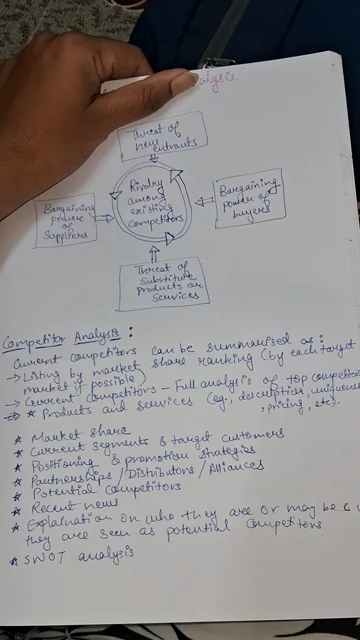 alysis.
Threat of
new
entrants
Rivalry
among
existing
competitors
Bargaining
power of
Suppliers
Bargaining
power of
buyers
Threat of
Substitute
Products or
Services
Competitor Analysis :
Current competitors can be summarised as :
→ Listing by market share ranking (by each target
market if possible)
→ Current competitors - Full analysis of top competitor
* Products and services (eg., description, uniquenes
, pricing, etc).
* Market share
* Current segments & target customers
* Positioning & promotion strategies
* Partnerships / Distributors / Alliances
* Potential competitors
* Recent news
* Explaination on who they are or may be &
they are seen as potential competitors
* SWOT analysis